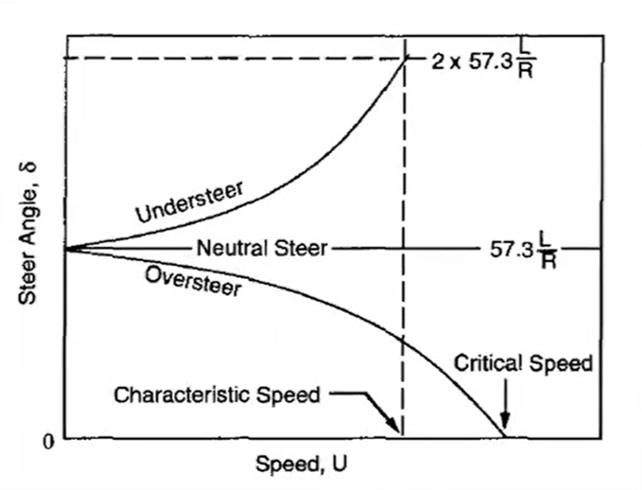 2 x 57.3 L/R
Understeer
Neutral Steer
57.3 L/R
Oversteer
Steer Angle, δ
Critical Speed
Characteristic Speed
0
Speed, U